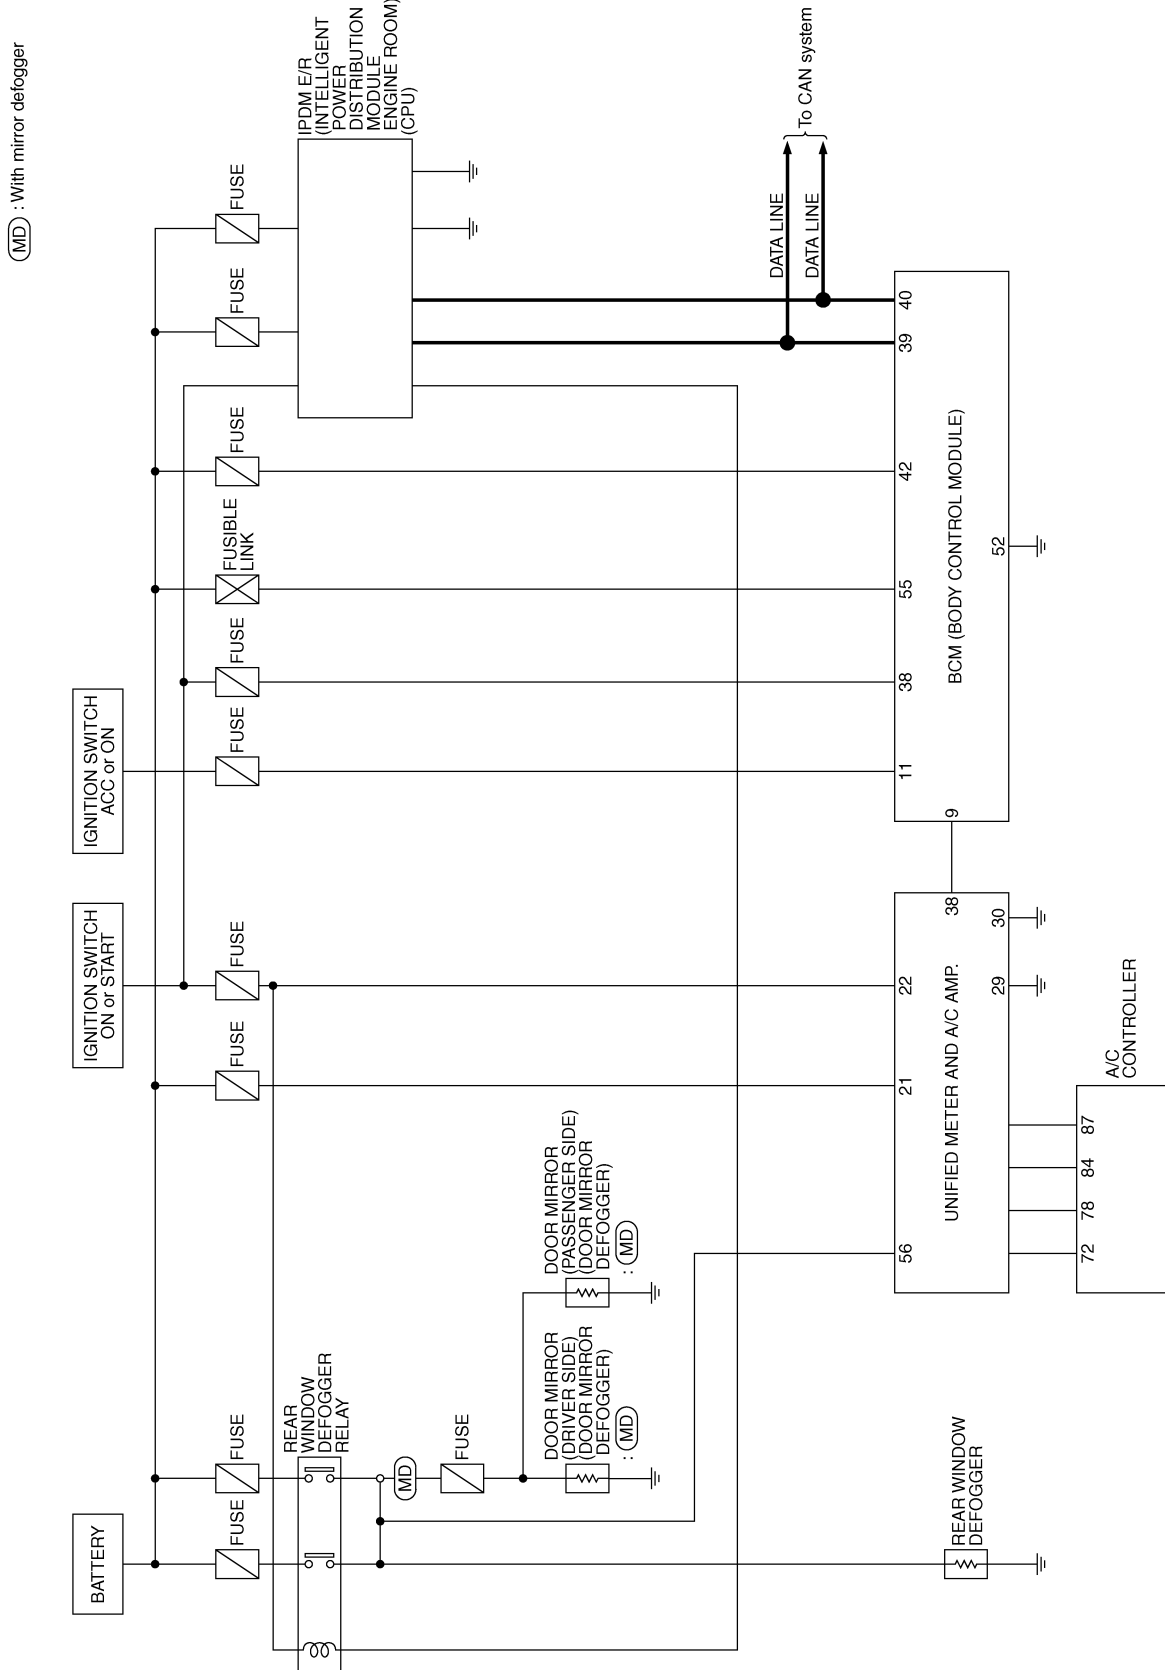 MD : With mirror defogger
BATTERY
IGNITION SWITCH
ON or START
IGNITION SWITCH
ACC or ON
FUSE
FUSE
FUSE
FUSE
FUSE
FUSE
FUSIBLE
LINK
FUSE
FUSE
FUSE
REAR
WINDOW
DEFOGGER
RELAY
IPDM E/R
(INTELLIGENT
POWER
DISTRIBUTION
MODULE
ENGINE ROOM)
(CPU)
MD
FUSE
DOOR MIRROR
(DRIVER SIDE)
(DOOR MIRROR
DEFOGGER)
: MD
DOOR MIRROR
(PASSENGER SIDE)
(DOOR MIRROR
DEFOGGER)
: MD
DATA LINE
DATA LINE
To CAN system
56
21
22
38
29
30
UNIFIED METER AND A/C AMP.
9
11
38
55
42
39
40
BCM (BODY CONTROL MODULE)
52
REAR WINDOW
DEFOGGER
72
78
84
87
A/C
CONTROLLER